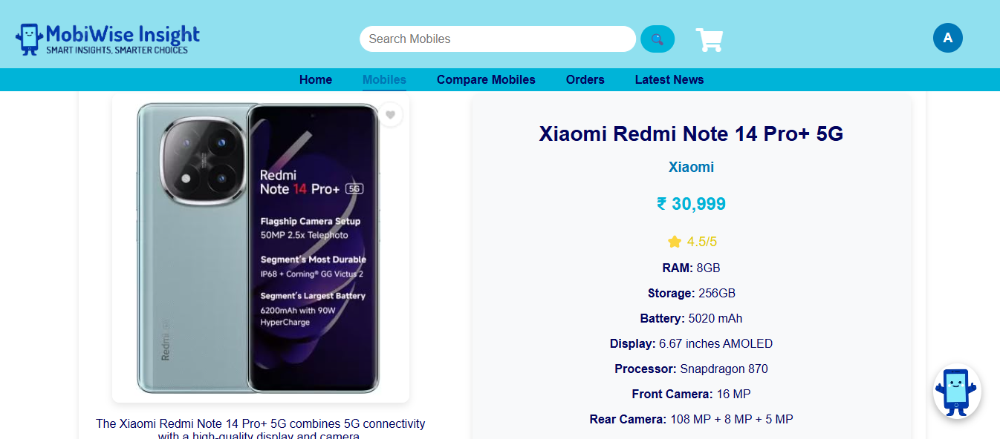 MobiWise Insight
SMART INSIGHTS, SMARTER CHOICES
Search Mobiles
A
Home Mobiles Compare Mobiles Orders Latest News
Redmi
Note 14 Pro+ 5G
Flagship Camera Setup
50MP 2.5x Telephoto
Segment's Most Durable
IP68 + Corning® GG Victus 2
Segment's Largest Battery
6200mAh with 90W
HyperCharge
Redmi
The Xiaomi Redmi Note 14 Pro+ 5G combines 5G connectivity
with a high-quality display and camera.
Xiaomi Redmi Note 14 Pro+ 5G
Xiaomi
₹ 30,999
4.5/5
RAM: 8GB
Storage: 256GB
Battery: 5020 mAh
Display: 6.67 inches AMOLED
Processor: Snapdragon 870
Front Camera: 16 MP
Rear Camera: 108 MP + 8 MP + 5 MP